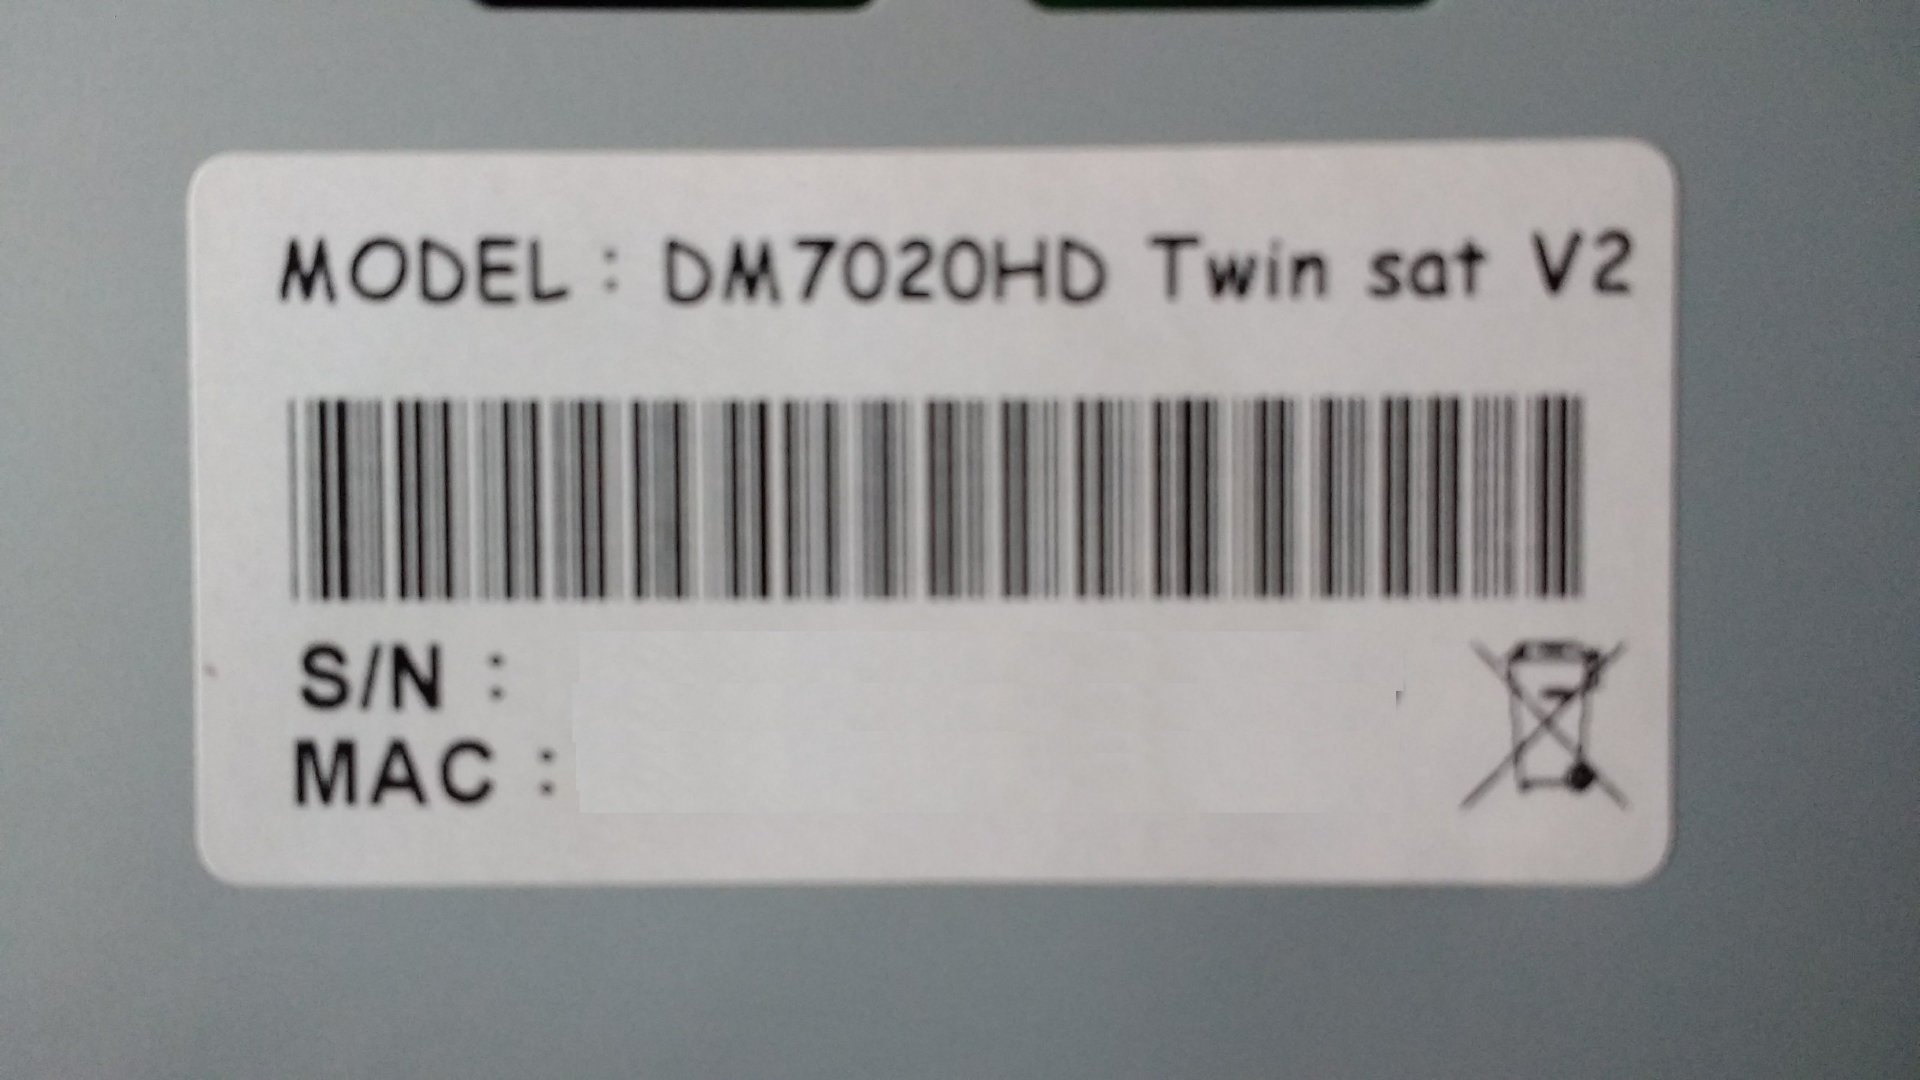 MODEL : DM7020HD Twin sat V2
S/N :
MAC :